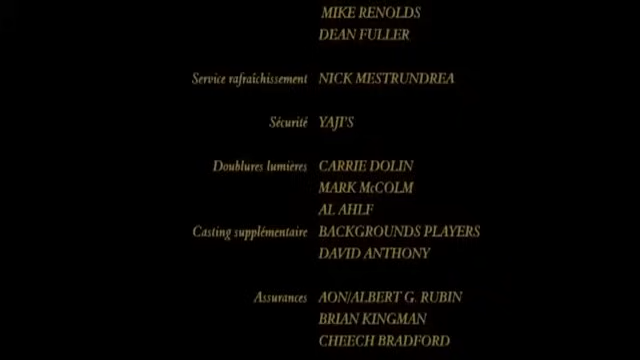 MIKE RENOLDS
DEAN FULLER
Service rafraîchissement NICK MESTRUNDREA
Sécurité YAJI'S
Doublures lumieres CARRIE DOLIN
MARK McCOLM
AL AHLF
Casting supplémentaire BACKGROUNDS PLAYERS
DAVID ANTHONY
Assurances AON/ALBERT G. RUBIN
BRIAN KINGMAN
CHEECH BRADFORD